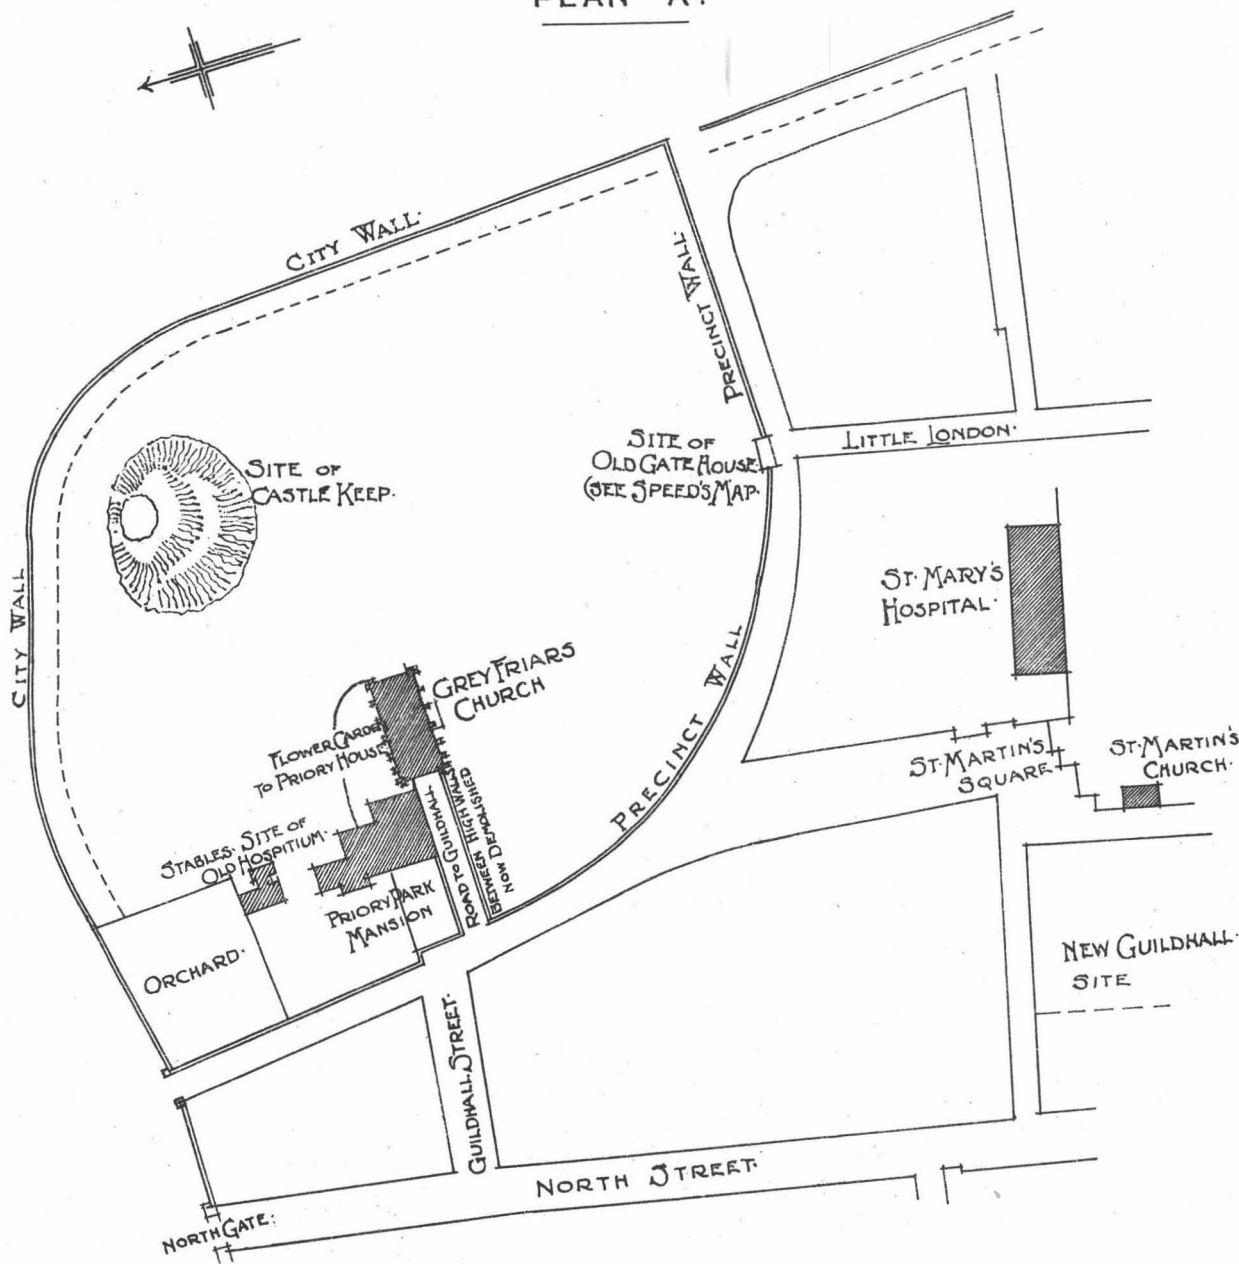 PLAN "A".
CITY WALL.
PRECINCT WALL.
SITE OF
CASTLE KEEP.
SITE OF
OLD GATE HOUSE.
(SEE SPEED'S MAP.
LITTLE LONDON.
CITY WALL
ST. MARY'S
HOSPITAL.
GREY FRIARS
CHURCH
PRECINCT WALL
FLOWER GARDEN
TO PRIORY HOUSE
ST. MARTIN'S
SQUARE
ST. MARTIN'S
CHURCH.
STABLES. SITE OF
OLD HOSPITIUM.
ROAD TO GUILDHALL
BETWEEN HIGH WALLS
NOW DEMOLISHED
PRIORY PARK
MANSION
ORCHARD.
NEW GUILDHALL.
SITE
GUILDHALL STREET.
NORTH STREET.
NORTH GATE.